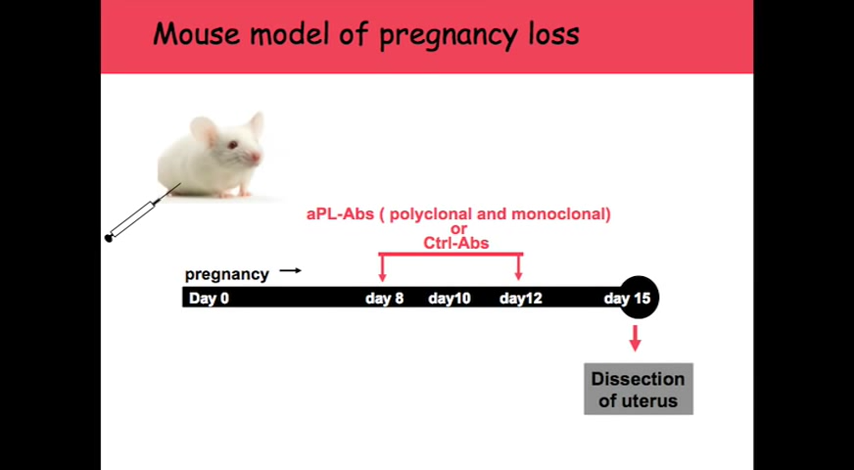 Mouse model of pregnancy loss
aPL-Abs ( polyclonal and monoclonal)
or
Ctrl-Abs
pregnancy
Day 0 day 8 day10 day12 day 15
Dissection
of uterus